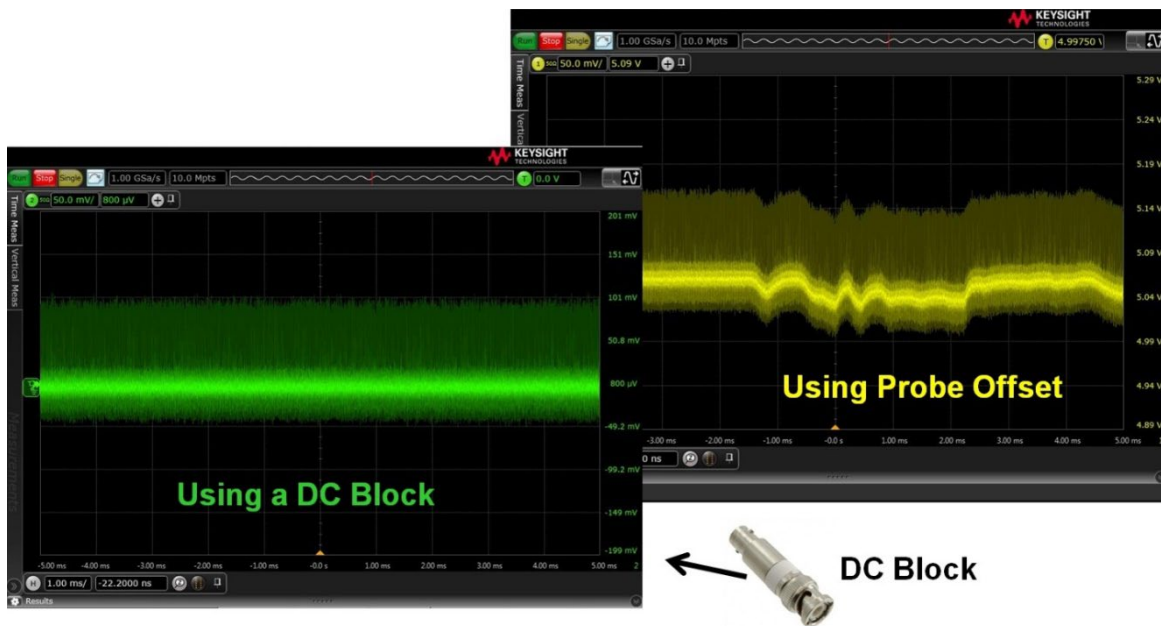 KEYSIGHT
TECHNOLOGIES
Run Stop Single 1.00 GSa/s 10.0 Mpts T 4.99750 V
1 50Ω 50.0 mV/ 5.09 V
Time Meas
5.29 V
5.24 V
5.19 V
5.14 V
5.09 V
5.04 V
4.99 V
4.94 V
4.89 V
Using Probe Offset
-3.00 ms -2.00 ms -1.00 ms -0.0 s 1.00 ms 2.00 ms 3.00 ms 4.00 ms 5.00 ms
0 ns
KEYSIGHT
TECHNOLOGIES
Run Stop Single 1.00 GSa/s 10.0 Mpts T 0.0 V
2 50Ω 50.0 mV/ 800 µV
Time Meas Vertical Meas
Measurements
201 mV
151 mV
101 mV
50.8 mV
800 µV
-49.2 mV
-99.2 mV
-149 mV
-199 mV
Using a DC Block
-5.00 ms -4.00 ms -3.00 ms -2.00 ms -1.00 ms -0.0 s 1.00 ms 2.00 ms 3.00 ms 4.00 ms 5.00 ms 2
H 1.00 ms/ -22.2000 ns
Results
DC Block